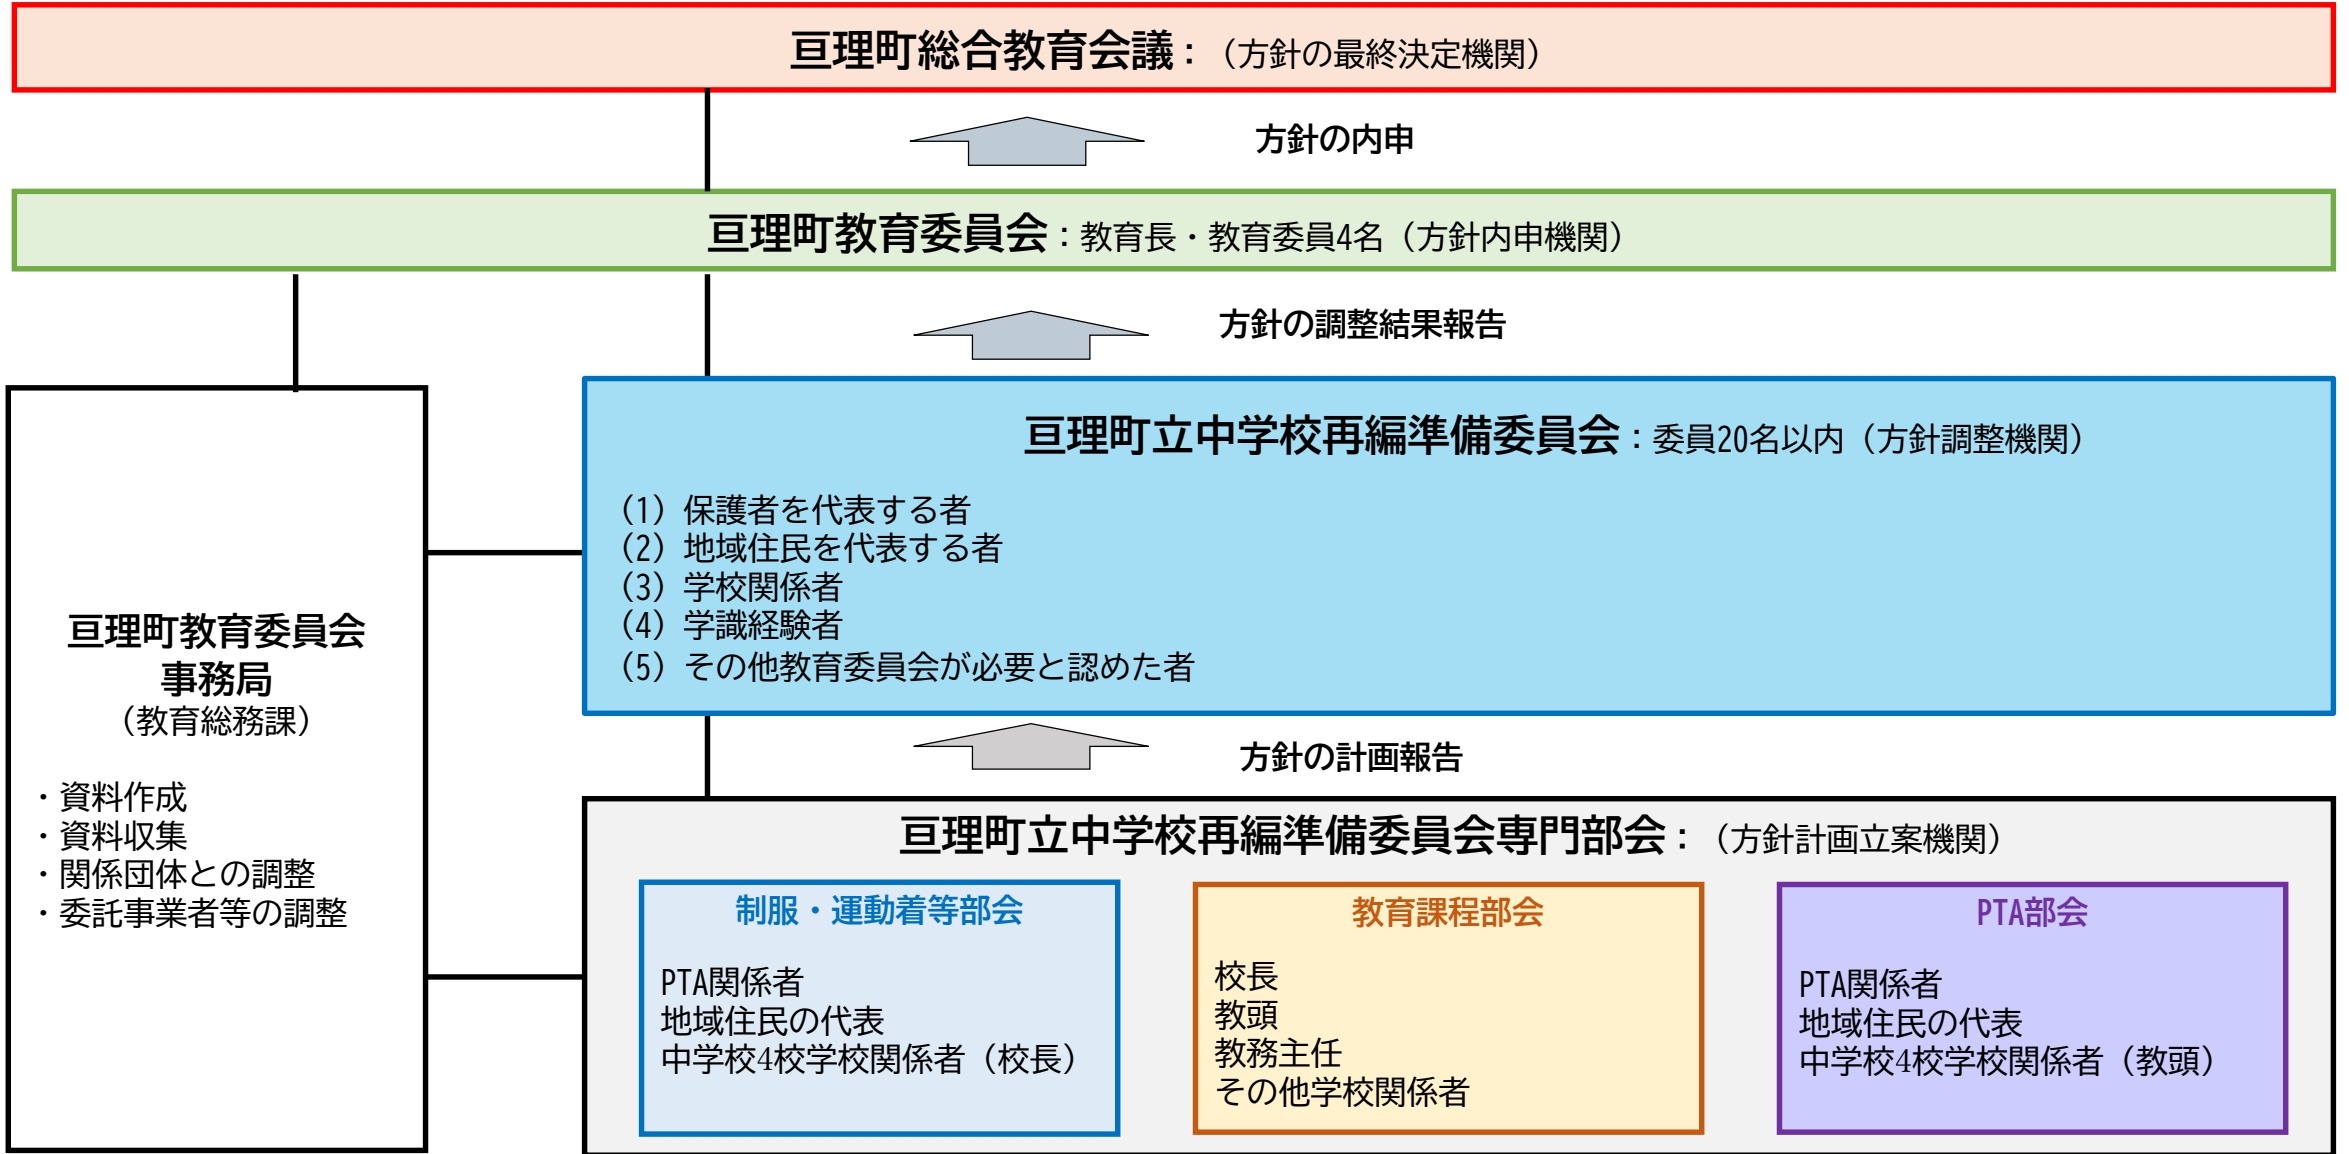 亘理町総合教育会議：（方針の最終決定機関）
方針の内申
亘理町教育委員会：教育長・教育委員4名（方針内申機関）
方針の調整結果報告
亘理町立中学校再編準備委員会：委員20名以内（方針調整機関）
（1）保護者を代表する者
（2）地域住民を代表する者
（3）学校関係者
（4）学識経験者
（5）その他教育委員会が必要と認めた者
亘理町教育委員会
事務局
（教育総務課）
・資料作成
・資料収集
・関係団体との調整
・委託事業者等の調整
方針の計画報告
亘理町立中学校再編準備委員会専門部会：（方針計画立案機関）
制服・運動着等部会
PTA関係者
地域住民の代表
中学校4校学校関係者（校長）
教育課程部会
校長
教頭
教務主任
その他学校関係者
PTA部会
PTA関係者
地域住民の代表
中学校4校学校関係者（教頭）